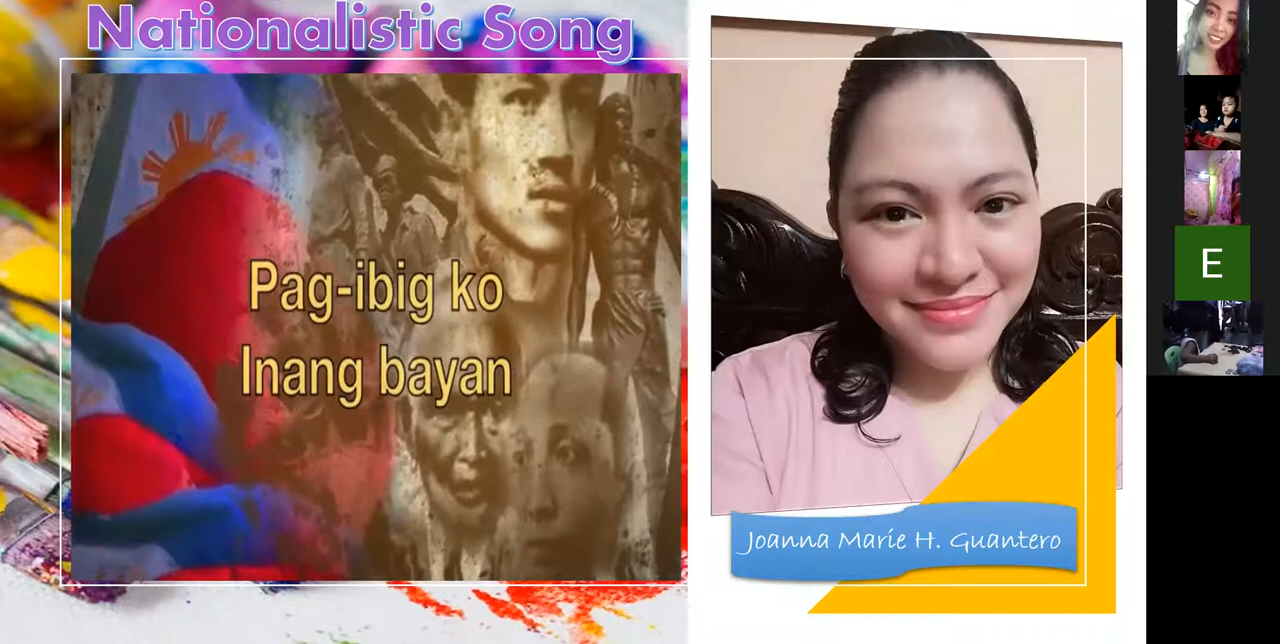 Nationalistic Song
Pag-ibig ko
Inang bayan
Joanna Marie H. Guantero
E